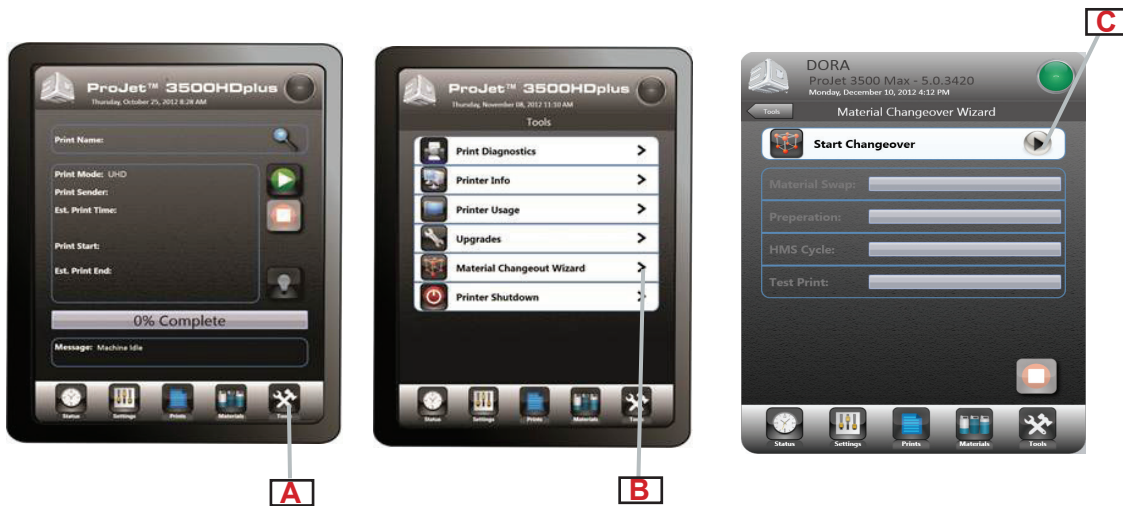 ProJet™ 3500HDplus
Thursday, October 25, 2012 8:28 AM
Print Name:
Print Mode: UHD
Print Sender:
Est. Print Time:
Print Start:
Est. Print End:
0% Complete
Message: Machine Idle
Status Settings Prints Materials Tools
A
ProJet™ 3500HDplus
Thursday, November 08, 2012 11:10 AM
Tools
Print Diagnostics
Printer Info
Printer Usage
Upgrades
Material Changeout Wizard
Printer Shutdown
Status Settings Prints Materials Tools
B
C
DORA
ProJet 3500 Max - 5.0.3420
Monday, December 10, 2012 4:12 PM
Tools Material Changeover Wizard
Start Changeover
Material Swap:
Preperation:
HMS Cycle:
Test Print:
Status Settings Prints Materials Tools